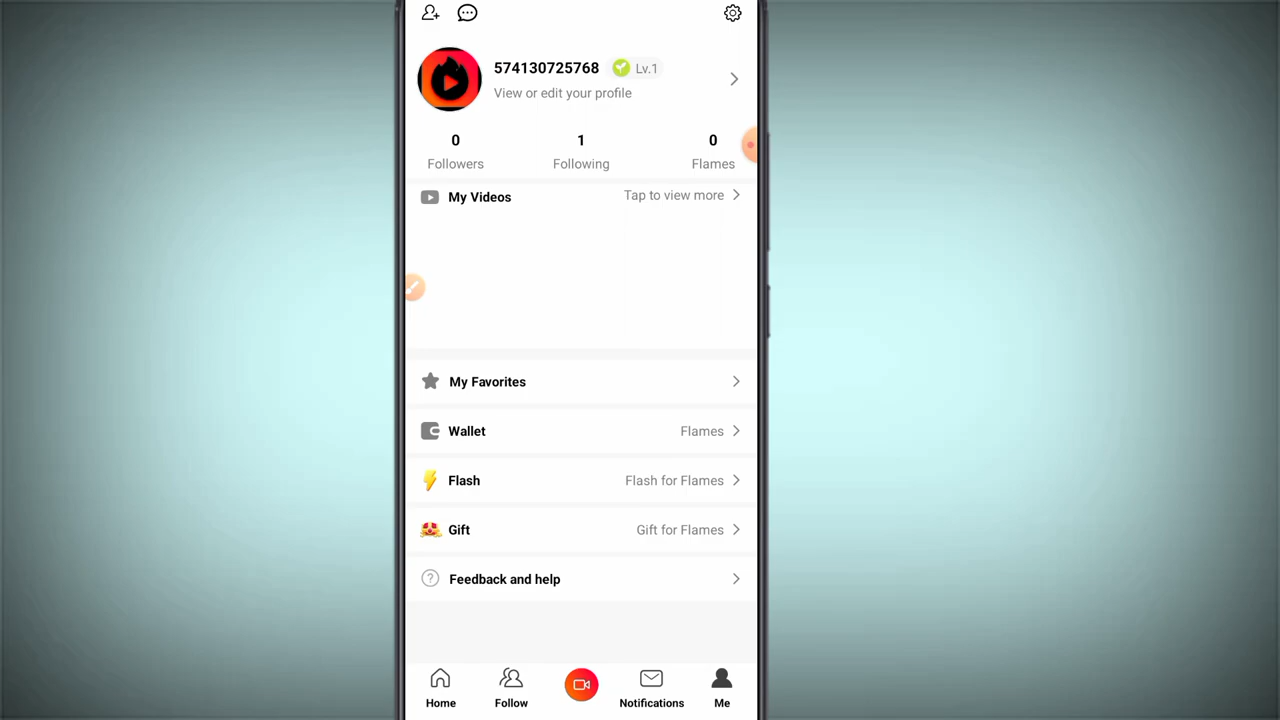 574130725768 Lv.1
View or edit your profile
0 1 0
Followers Following Flames
My Videos Tap to view more
My Favorites
Wallet Flames
Flash Flash for Flames
Gift Gift for Flames
Feedback and help
Home Follow Notifications Me